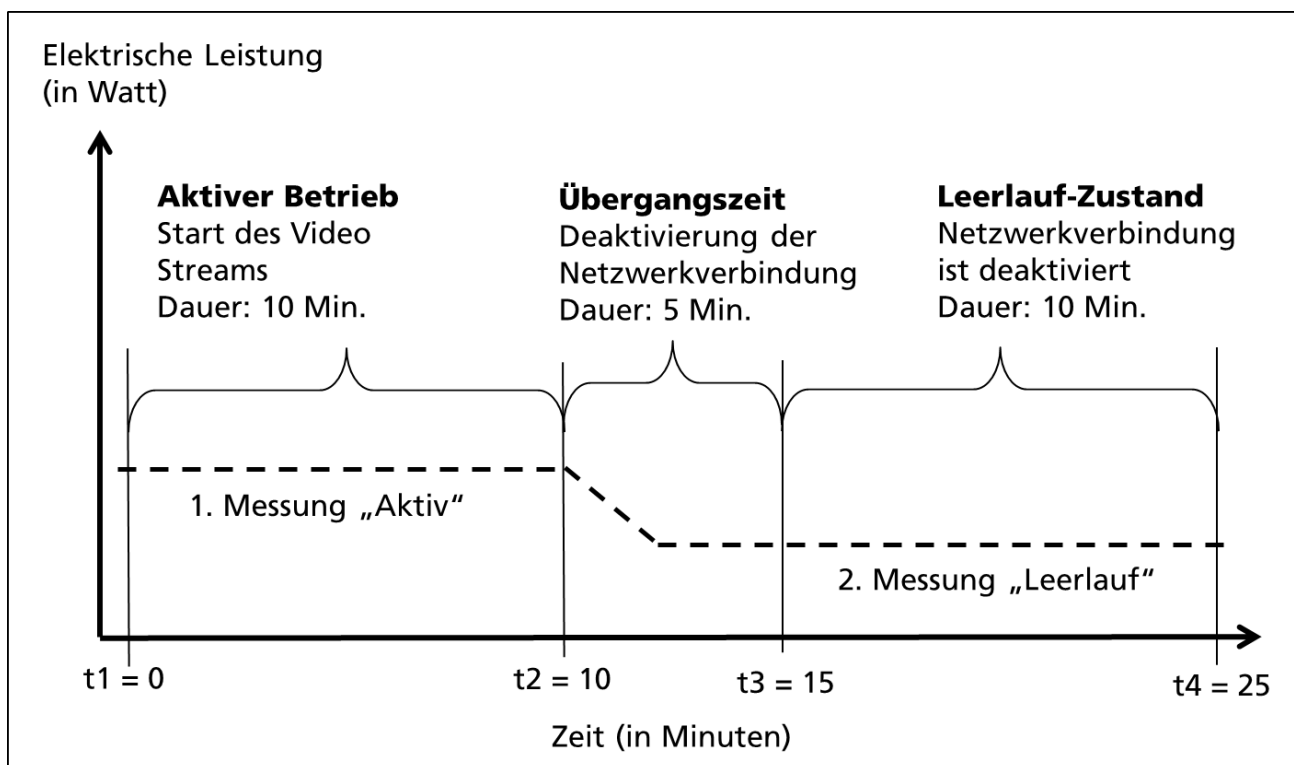 Elektrische Leistung
(in Watt)
Aktiver Betrieb
Start des Video
Streams
Dauer: 10 Min.
Übergangszeit
Deaktivierung der
Netzwerkverbindung
Dauer: 5 Min.
Leerlauf-Zustand
Netzwerkverbindung
ist deaktiviert
Dauer: 10 Min.
1. Messung „Aktiv“
2. Messung „Leerlauf“
t1 = 0
t2 = 10
t3 = 15
t4 = 25
Zeit (in Minuten)